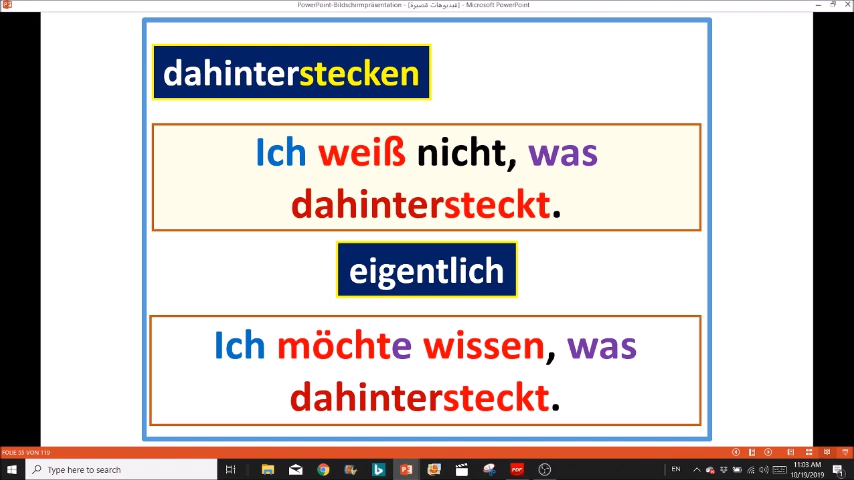 PowerPoint-Bildschirmpräsentation - [فيديوهات قصيرة] - Microsoft PowerPoint
dahinterstecken
Ich weiß nicht, was
dahintersteckt.
eigentlich
Ich möchte wissen, was
dahintersteckt.
FOLIE 55 VON 119
Type here to search
EN
11:03 AM
10/19/2019